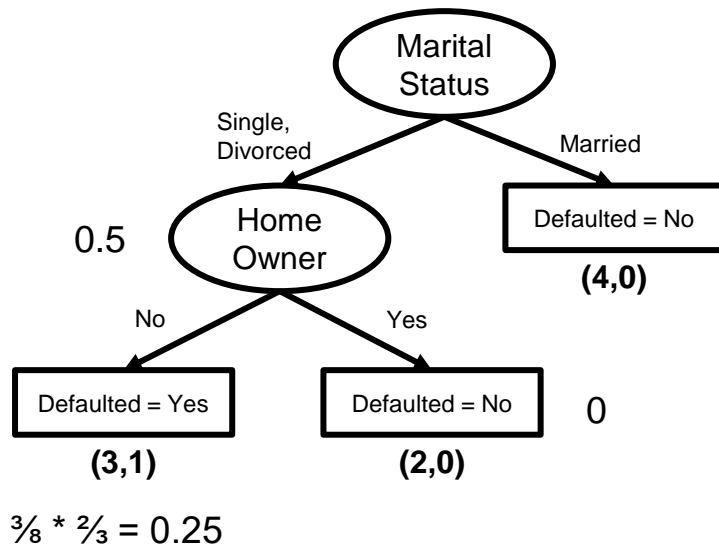 Marital
Status
Single,
Divorced
Married
0.5
Home
Owner
Defaulted = No
(4,0)
No
Yes
Defaulted = Yes
Defaulted = No
0
(3,1)
(2,0)
⅜ * ⅔ = 0.25